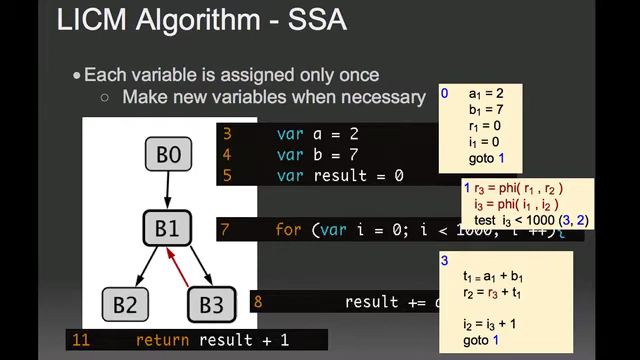 LICM Algorithm - SSA
Each variable is assigned only once
Make new variables when necessary
B0
B1
B2
B3
3 var a = 2
4 var b = 7
5 var result = 0
7 for (var i = 0; i < 1000; i ++){
8 result +=
11 return result + 1
0 a1 = 2
b1 = 7
r1 = 0
i1 = 0
goto 1
1 r3 = phi( r1 , r2 )
i3 = phi( i1 , i2 )
test i3 < 1000 (3, 2)
3
t1 = a1 + b1
r2 = r3 + t1
i2 = i3 + 1
goto 1